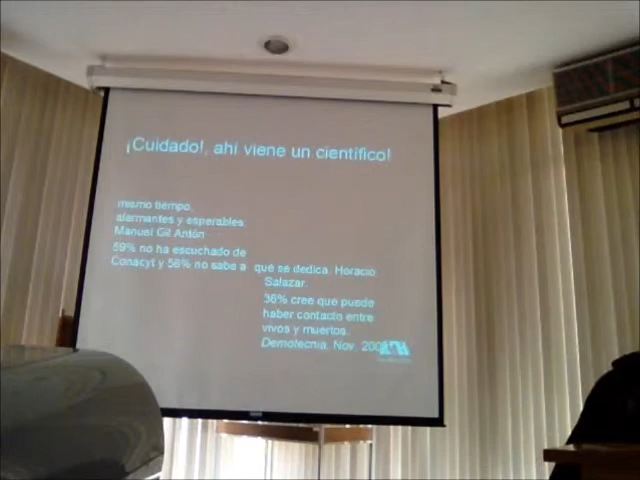 ¡Cuidado!, ahí viene un científico!
mismo tiempo,
alarmantes y esperables.
Manuel Gil Antón
59% no ha escuchado de
Conacyt y 58% no sabe a qué se dedica. Horacio
Salazar.
36% cree que puede
haber contacto entre
vivos y muertos.
Demotecnia, Nov.